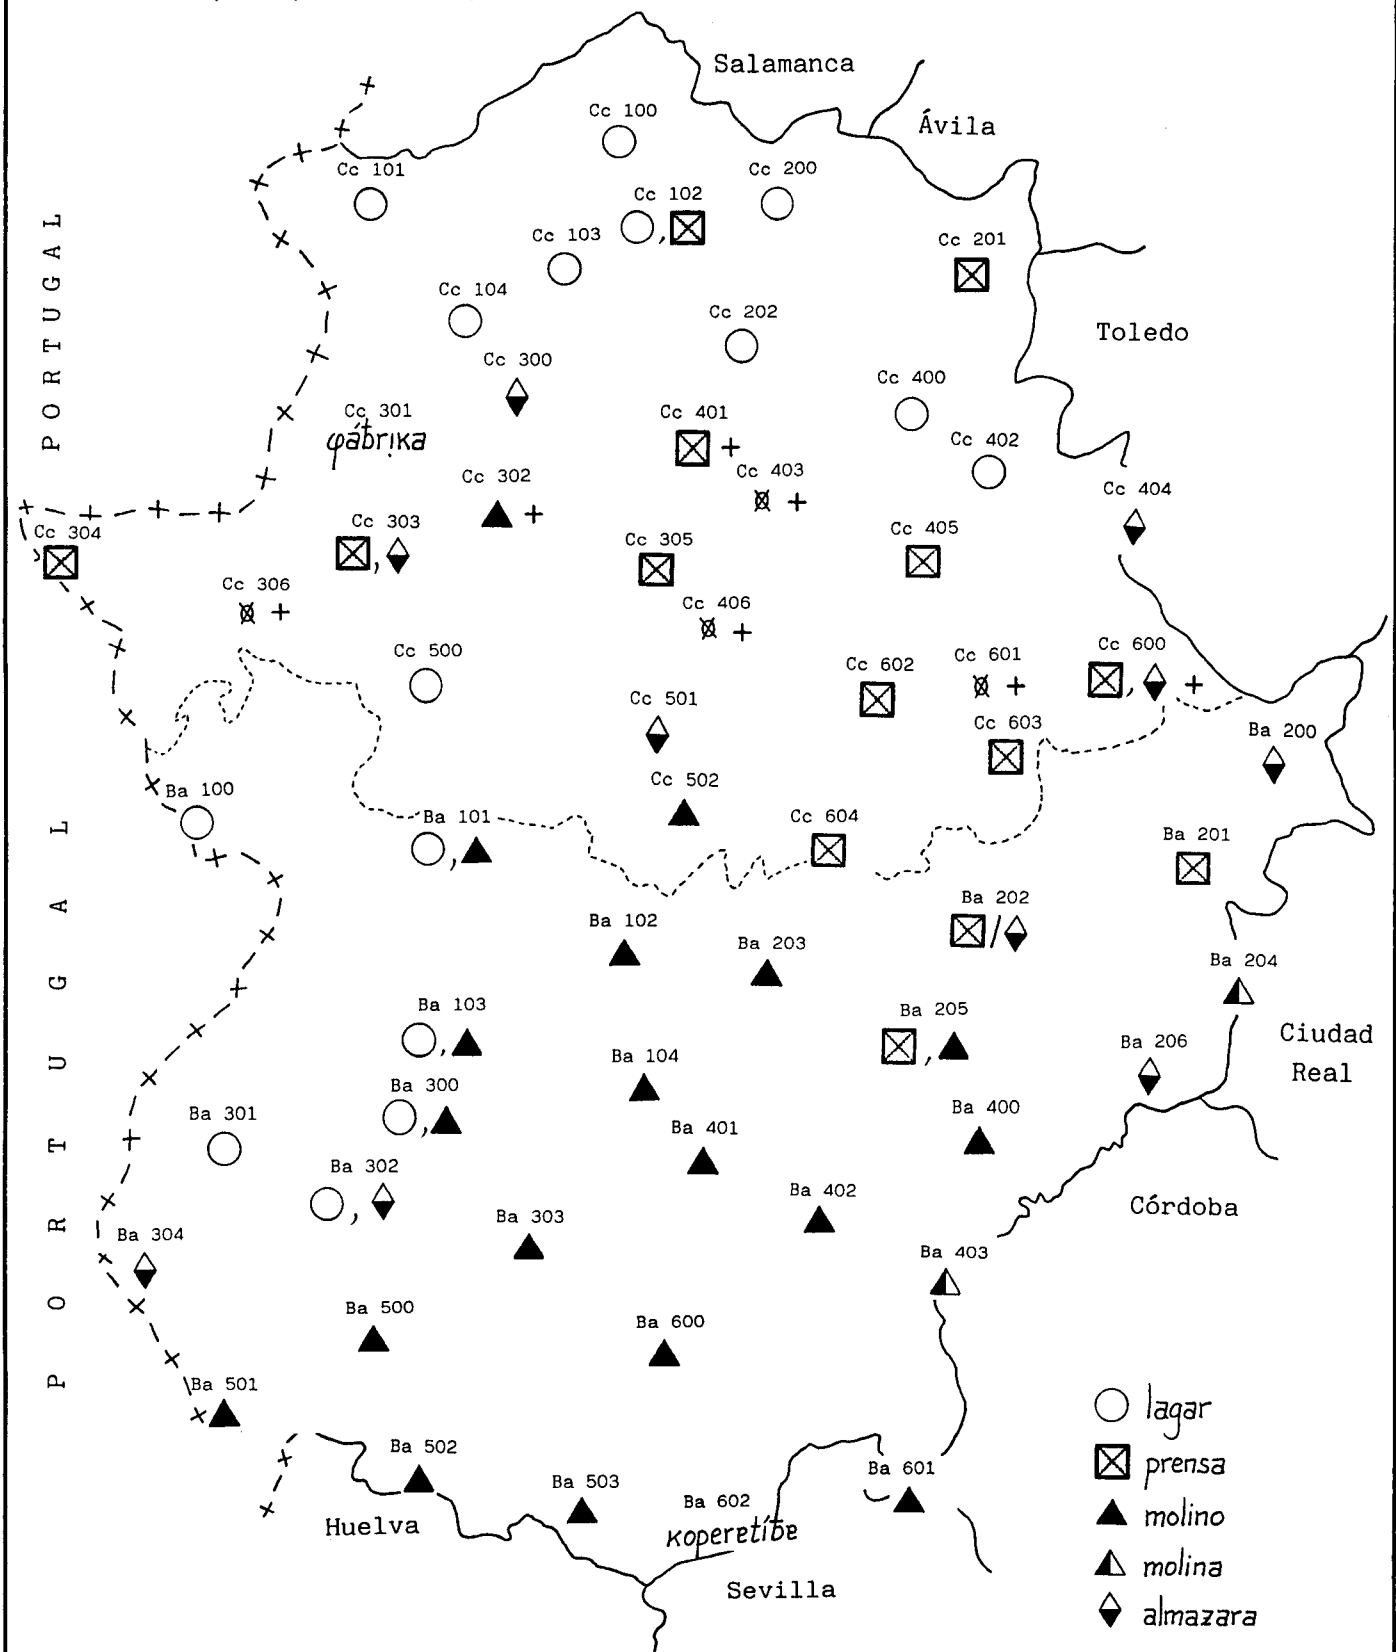 Salamanca
Ávila
Cc 100
Cc 101
Cc 200
Cc 102
Cc 103
Cc 201
PORTUGAL
Cc 104
Cc 202
Toledo
Cc 300
Cc 400
Cc 301
φábrika
Cc 401
Cc 402
Cc 403
Cc 302
Cc 404
Cc 303
Cc 304
Cc 305
Cc 405
Cc 306
Cc 406
Cc 500
Cc 602
Cc 601
Cc 600
Cc 501
Cc 603
Ba 200
Cc 502
Ba 100
Ba 101
Cc 604
Ba 201
PORTUGAL
Ba 102
Ba 202
Ba 203
Ba 204
Ba 103
Ba 205
Ciudad
Real
Ba 104
Ba 206
Ba 300
Ba 301
Ba 401
Ba 400
Ba 302
Ba 402
Córdoba
Ba 303
Ba 304
Ba 403
Ba 500
Ba 600
Ba 501
Ba 502
Ba 503
Ba 601
Ba 602
koperetíbe
Huelva
Sevilla
lagar
prensa
molino
molina
almazara